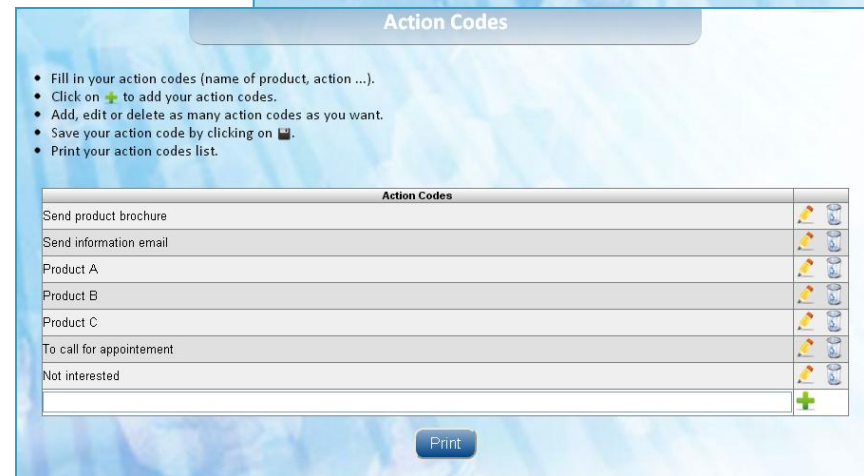 Action Codes
Fill in your action codes (name of product, action ...).
Click on to add your action codes.
Add, edit or delete as many action codes as you want.
Save your action code by clicking on .
Print your action codes list.
Action Codes
Send product brochure
Send information email
Product A
Product B
Product C
To call for appointement
Not interested
Print